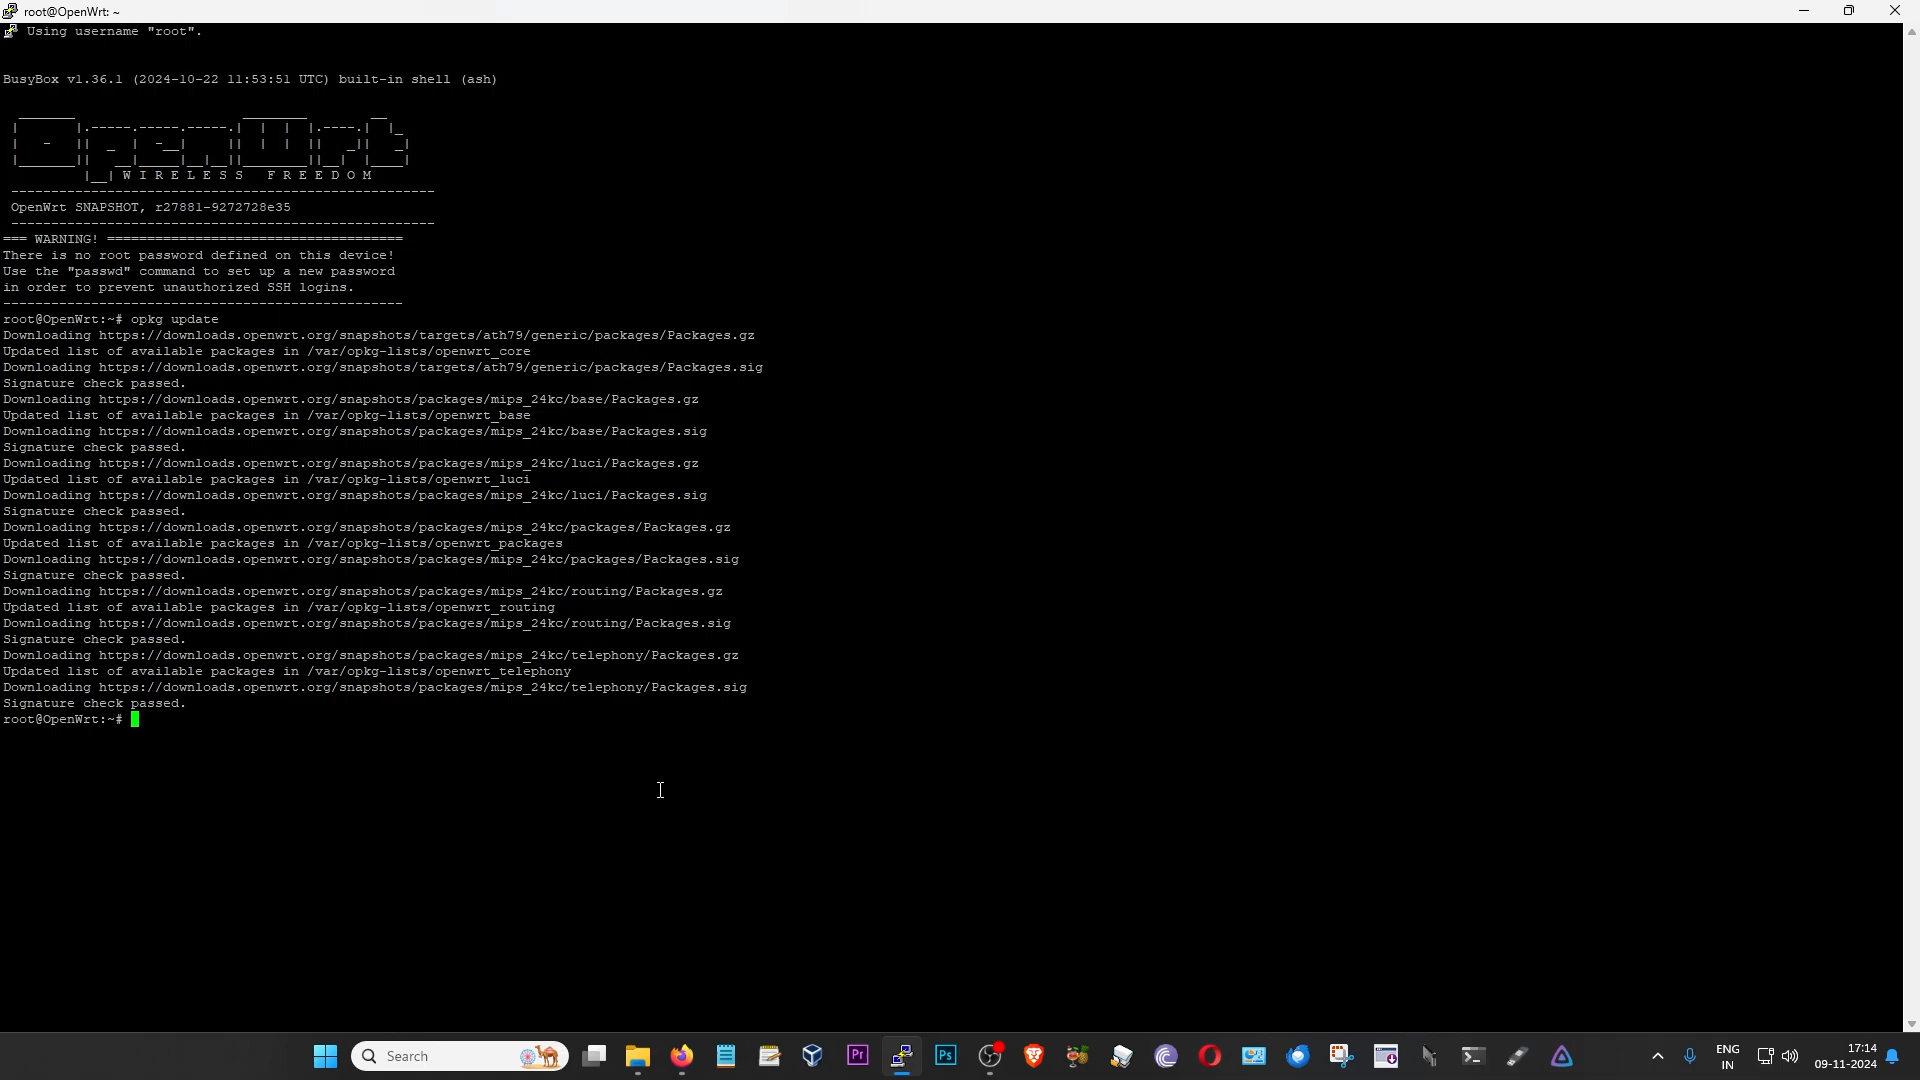 root@OpenWrt: ~
Using username "root".
BusyBox v1.36.1 (2024-10-22 11:53:51 UTC) built-in shell (ash)
 _______                     ________        __
|       |.-----.-----.-----.|  |  |  |.----.|  |_
|   -   ||  _  |  -__|     ||  |  |  ||   _||   _|
|_______||   __|_____|__|__||________||__|  |____|
         |__| W I R E L E S S   F R E E D O M
-----------------------------------------------------
OpenWrt SNAPSHOT, r27881-9272728e35
-----------------------------------------------------
=== WARNING! =====================================
There is no root password defined on this device!
Use the "passwd" command to set up a new password
in order to prevent unauthorized SSH logins.
--------------------------------------------------
root@OpenWrt:~# opkg update
Downloading https://downloads.openwrt.org/snapshots/targets/ath79/generic/packages/Packages.gz
Updated list of available packages in /var/opkg-lists/openwrt_core
Downloading https://downloads.openwrt.org/snapshots/targets/ath79/generic/packages/Packages.sig
Signature check passed.
Downloading https://downloads.openwrt.org/snapshots/packages/mips_24kc/base/Packages.gz
Updated list of available packages in /var/opkg-lists/openwrt_base
Downloading https://downloads.openwrt.org/snapshots/packages/mips_24kc/base/Packages.sig
Signature check passed.
Downloading https://downloads.openwrt.org/snapshots/packages/mips_24kc/luci/Packages.gz
Updated list of available packages in /var/opkg-lists/openwrt_luci
Downloading https://downloads.openwrt.org/snapshots/packages/mips_24kc/luci/Packages.sig
Signature check passed.
Downloading https://downloads.openwrt.org/snapshots/packages/mips_24kc/packages/Packages.gz
Updated list of available packages in /var/opkg-lists/openwrt_packages
Downloading https://downloads.openwrt.org/snapshots/packages/mips_24kc/packages/Packages.sig
Signature check passed.
Downloading https://downloads.openwrt.org/snapshots/packages/mips_24kc/routing/Packages.gz
Updated list of available packages in /var/opkg-lists/openwrt_routing
Downloading https://downloads.openwrt.org/snapshots/packages/mips_24kc/routing/Packages.sig
Signature check passed.
Downloading https://downloads.openwrt.org/snapshots/packages/mips_24kc/telephony/Packages.gz
Updated list of available packages in /var/opkg-lists/openwrt_telephony
Downloading https://downloads.openwrt.org/snapshots/packages/mips_24kc/telephony/Packages.sig
Signature check passed.
root@OpenWrt:~#
Search
Pr
Ps
ENG
IN
17:14
09-11-2024